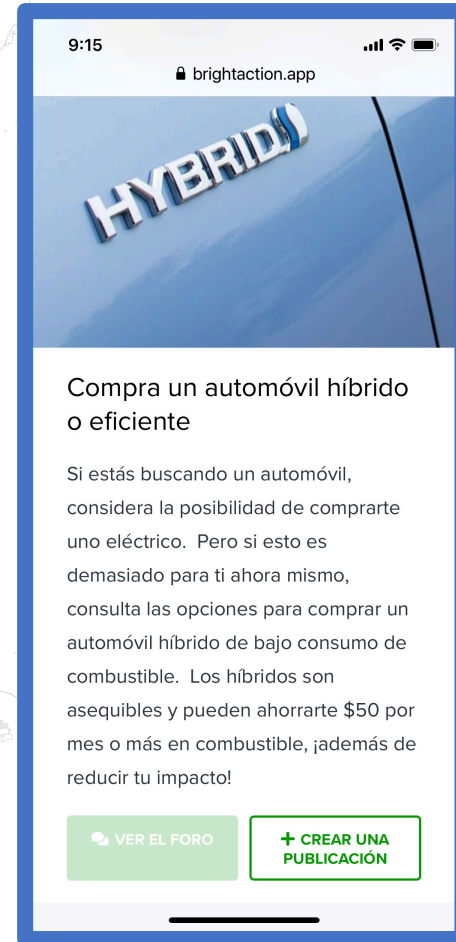 9:15
brightaction.app
HYBRID
Compra un automóvil híbrido
o eficiente
Si estás buscando un automóvil,
considera la posibilidad de comprarte
uno eléctrico.  Pero si esto es
demasiado para ti ahora mismo,
consulta las opciones para comprar un
automóvil híbrido de bajo consumo de
combustible.  Los híbridos son
asequibles y pueden ahorrarte $50 por
mes o más en combustible, ¡además de
reducir tu impacto!
VER EL FORO
+ CREAR UNA
PUBLICACIÓN